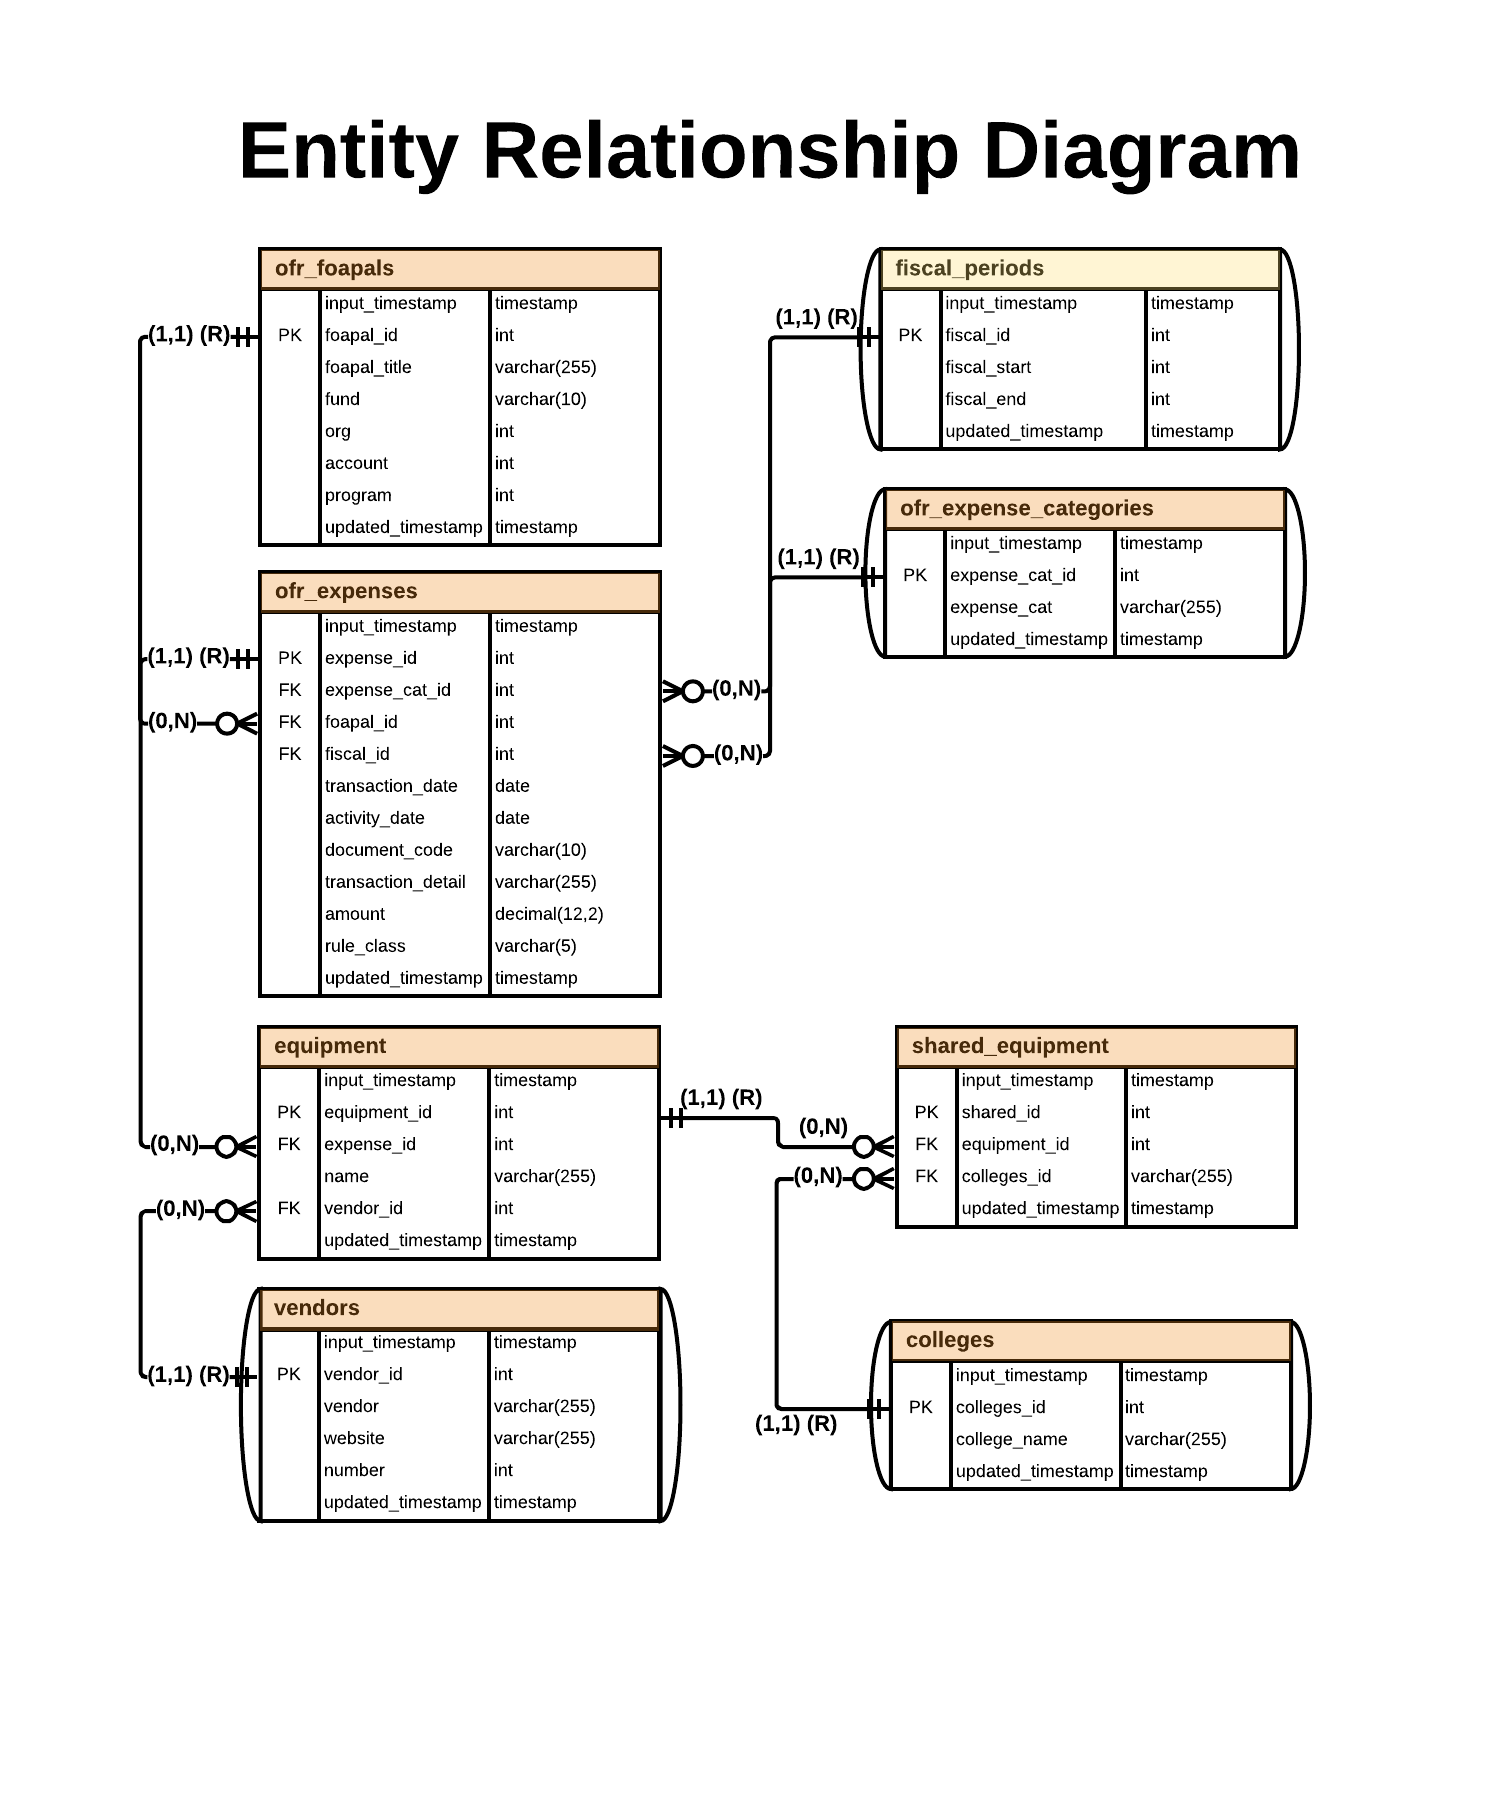 Entity Relationship Diagram
ofr_foapals
input_timestamp timestamp
(1,1) (R) PK foapal_id int
foapal_title varchar(255)
fund varchar(10)
org int
account int
program int
updated_timestamp timestamp
ofr_expenses
input_timestamp timestamp
(1,1) (R) PK expense_id int
FK expense_cat_id int (0,N)
(0,N) FK foapal_id int
FK fiscal_id int (0,N)
transaction_date date
activity_date date
document_code varchar(10)
transaction_detail varchar(255)
amount decimal(12,2)
rule_class varchar(5)
updated_timestamp timestamp
fiscal_periods
input_timestamp timestamp
(1,1) (R) PK fiscal_id int
fiscal_start int
fiscal_end int
updated_timestamp timestamp
ofr_expense_categories
input_timestamp timestamp
(1,1) (R) PK expense_cat_id int
expense_cat varchar(255)
updated_timestamp timestamp
equipment
input_timestamp timestamp
PK equipment_id int (1,1) (R)
(0,N) FK expense_id int
name varchar(255)
(0,N) FK vendor_id int
updated_timestamp timestamp
shared_equipment
input_timestamp timestamp
PK shared_id int
(0,N) FK equipment_id int
(0,N) FK colleges_id varchar(255)
updated_timestamp timestamp
vendors
input_timestamp timestamp
(1,1) (R) PK vendor_id int
vendor varchar(255)
website varchar(255)
number int
updated_timestamp timestamp
colleges
input_timestamp timestamp
(1,1) (R) PK colleges_id int
college_name varchar(255)
updated_timestamp timestamp